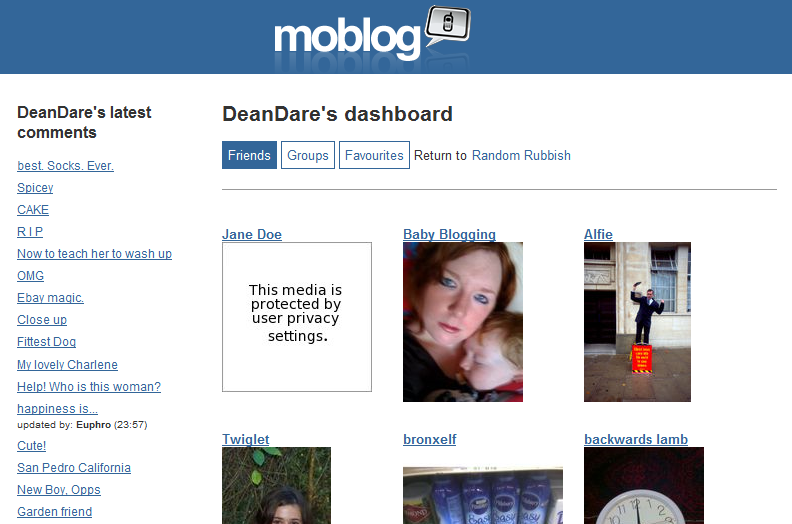 moblog
DeanDare's latest
comments
best. Socks. Ever.
Spicey
CAKE
R I P
Now to teach her to wash up
OMG
Ebay magic.
Close up
Fittest Dog
My lovely Charlene
Help! Who is this woman?
happiness is...
updated by: Euphro (23:57)
Cute!
San Pedro California
New Boy, Opps
Garden friend
DeanDare's dashboard
Friends Groups Favourites Return to Random Rubbish
Jane Doe
This media is
protected by
user privacy
settings.
Baby Blogging
Alfie
Twiglet
bronxelf
backwards lamb
11 12 1